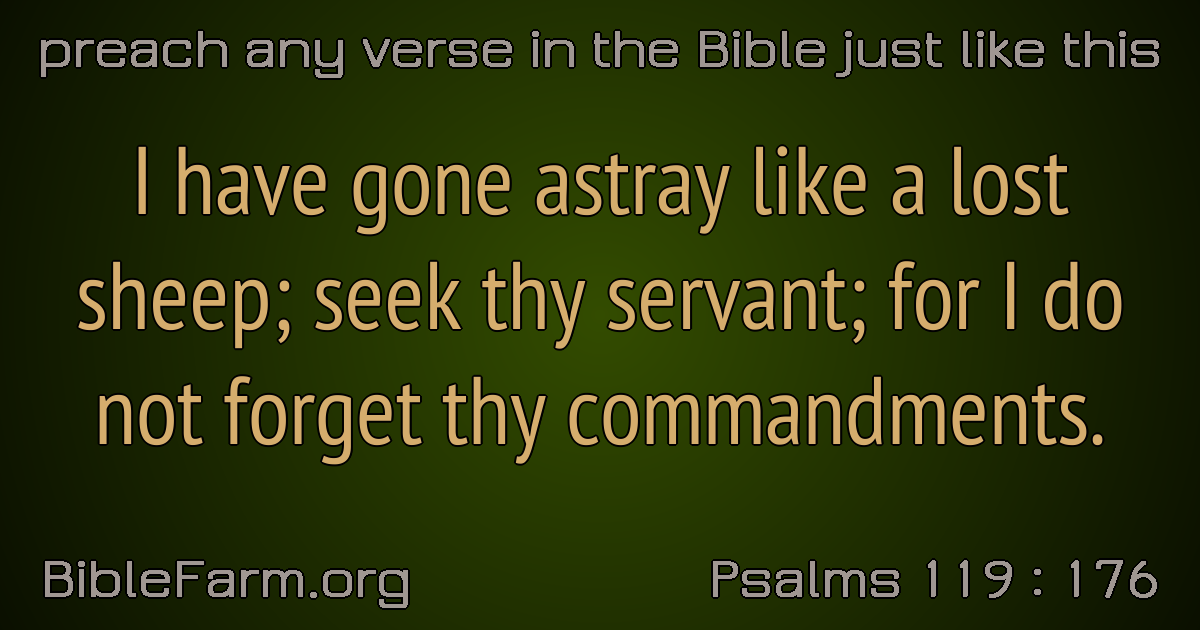 preach any verse in the Bible just like this
I have gone astray like a lost
sheep; seek thy servant; for I do
not forget thy commandments.
BibleFarm.org
Psalms 119 : 176